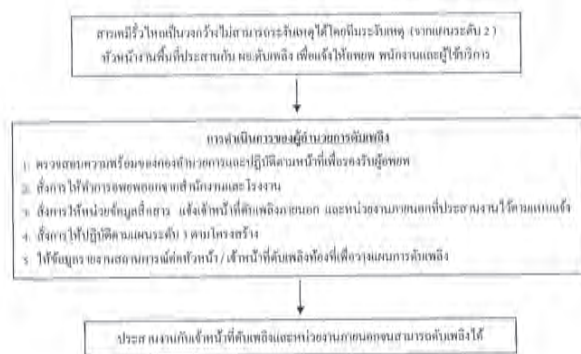 สารเคมีรั่วไหลเป็นวงกว้างไม่สามารถระงับเหตุได้โดยทีมระงับเหตุ (จากแผนระดับ 2 )
หัวหน้างานพื้นที่ประสานกับ ผอ.ดับเพลิง เพื่อแจ้งให้อพยพ พนักงานและผู้ใช้บริการ
การดำเนินการของผู้อำนวยการดับเพลิง
1. ตรวจสอบความพร้อมของกองอำนวยการและปฏิบัติตามหน้าที่เพื่อรองรับผู้อพยพ
2. สั่งการให้ทำการอพยพออกจากสำนักงานและโรงงาน
3. สั่งการให้หน่วยข้อมูลสื่อสาร แจ้งเจ้าหน้าที่ดับเพลิงภายนอก และหน่วยงานภายนอกที่ประสานงานไว้ตามแบบแจ้ง
4. สั่งการให้ปฏิบัติตามแผนระดับ 3 ตามโครงสร้าง
5. ให้ข้อมูลรายงานสถานการณ์ต่อหัวหน้า / เจ้าหน้าที่ดับเพลิงท้องที่เพื่อวางแผนการดับเพลิง
ประสานงานกับเจ้าหน้าที่ดับเพลิงและหน่วยงานภายนอกจนสามารถดับเพลิงได้